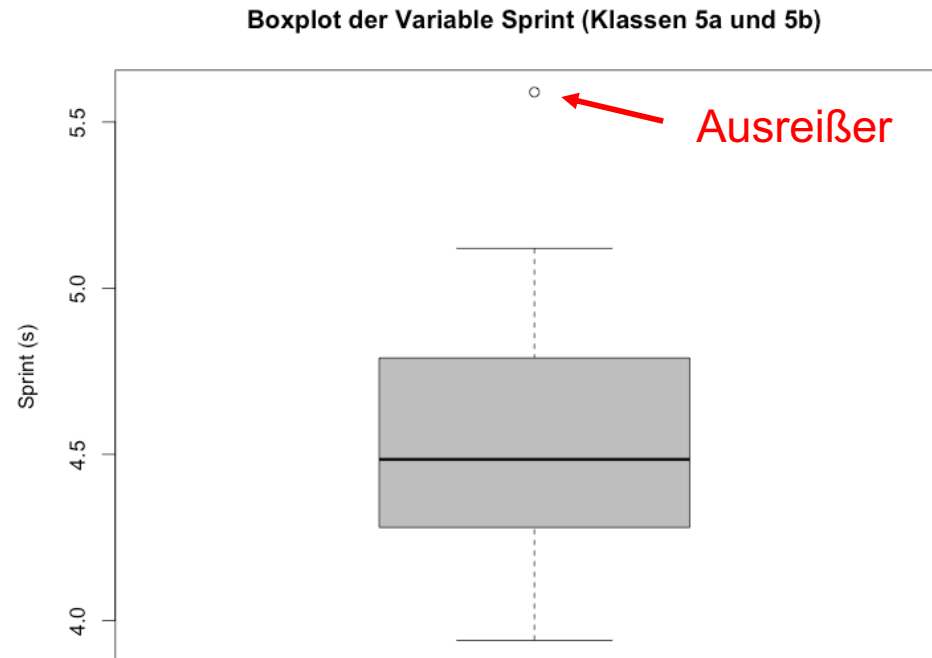 Boxplot der Variable Sprint (Klassen 5a und 5b)
Ausreißer
5.5
5.0
4.5
4.0
Sprint (s)